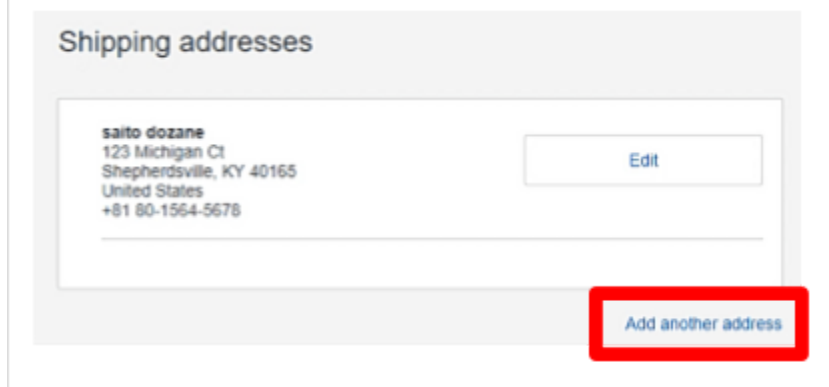 Shipping addresses
saito dozane
123 Michigan Ct
Shepherdsville, KY 40165
United States
+81 80-1564-5678
Edit
Add another address